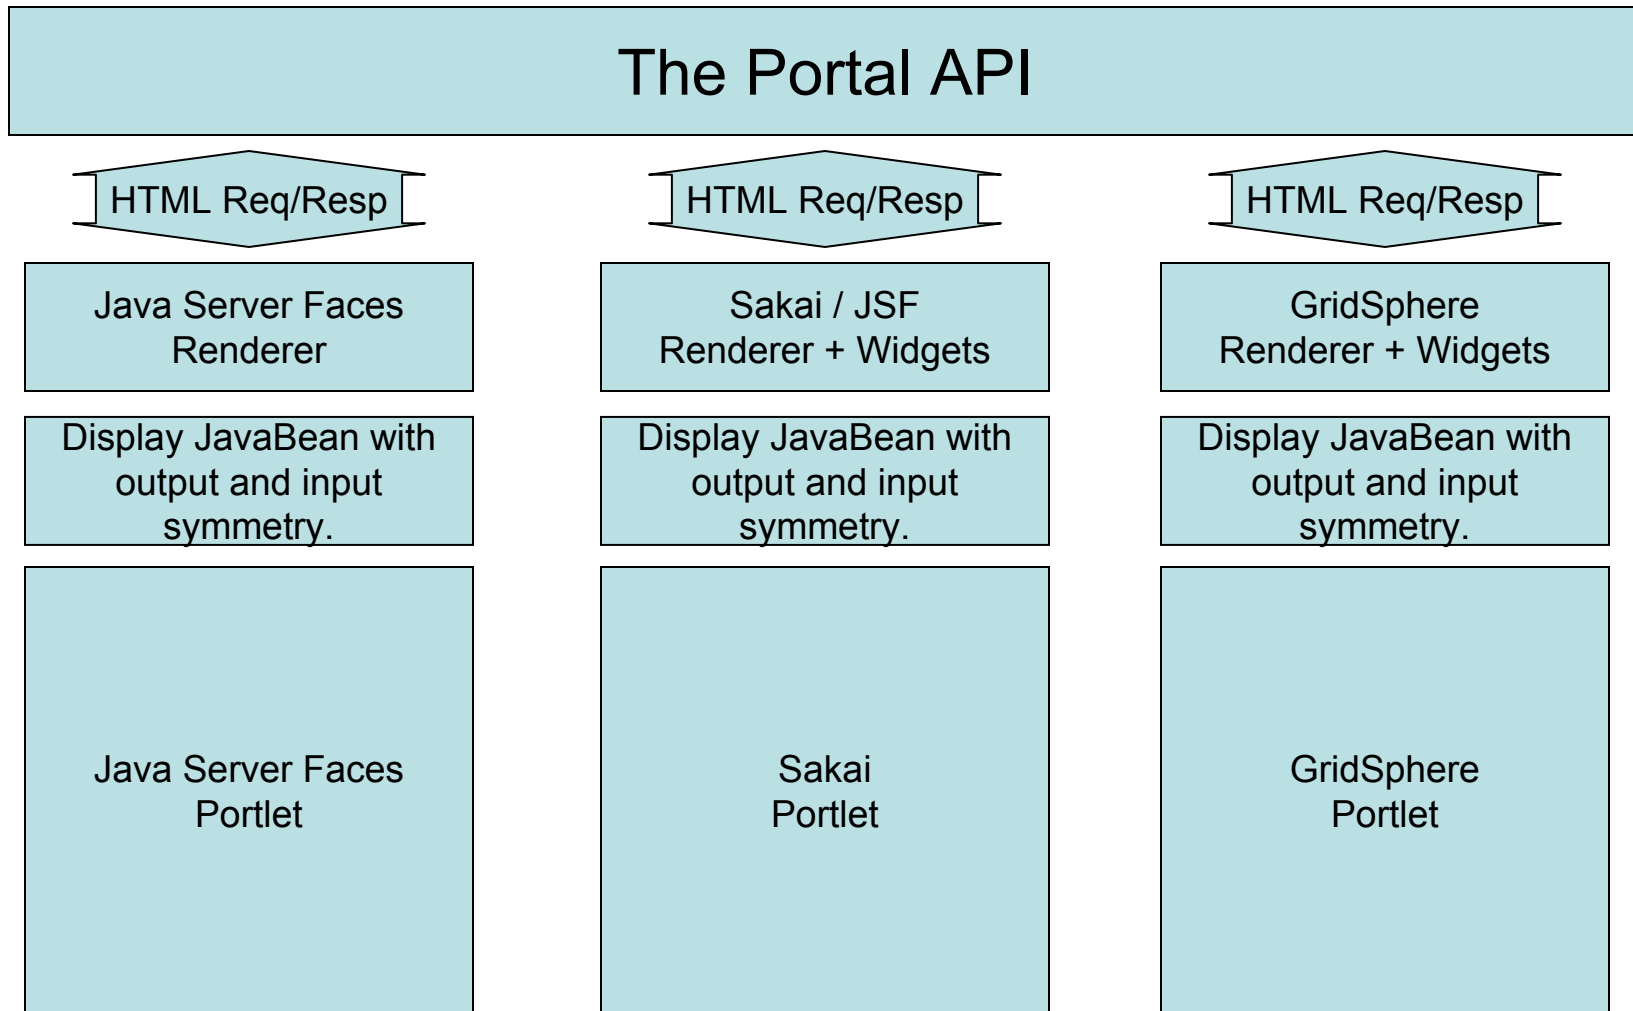 The Portal API
HTML Req/Resp
HTML Req/Resp
HTML Req/Resp
Java Server Faces
Renderer
Sakai / JSF
Renderer + Widgets
GridSphere
Renderer + Widgets
Display JavaBean with
output and input
symmetry.
Display JavaBean with
output and input
symmetry.
Display JavaBean with
output and input
symmetry.
Java Server Faces
Portlet
Sakai
Portlet
GridSphere
Portlet